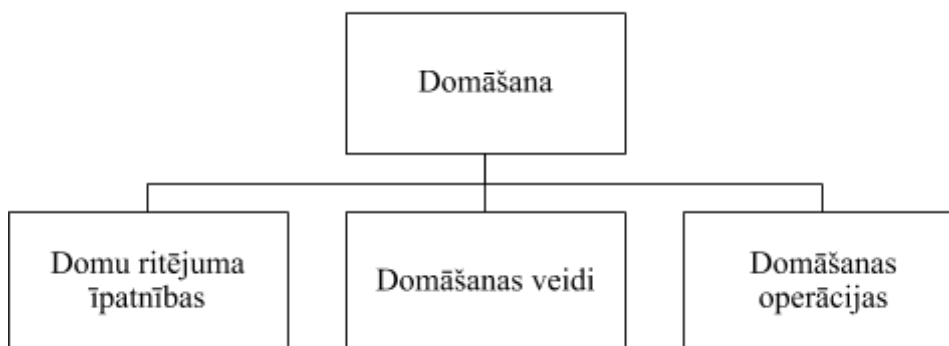 Domāšana
Domu ritējuma
īpatnības
Domāšanas veidi
Domāšanas
operācijas